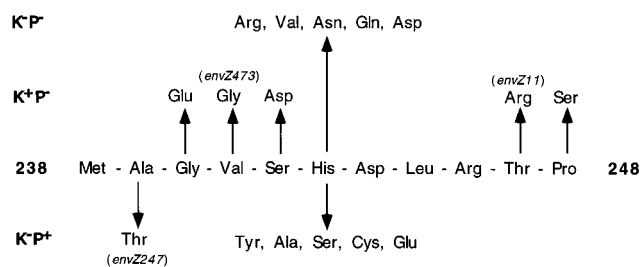 K⁻P⁻ Arg, Val, Asn, Gln, Asp
(envZ473) (envZ11)
K⁺P⁻ Glu Gly Asp Arg Ser
238 Met - Ala - Gly - Val - Ser - His - Asp - Leu - Arg - Thr - Pro 248
K⁻P⁺ Thr Tyr, Ala, Ser, Cys, Glu
(envZ247)